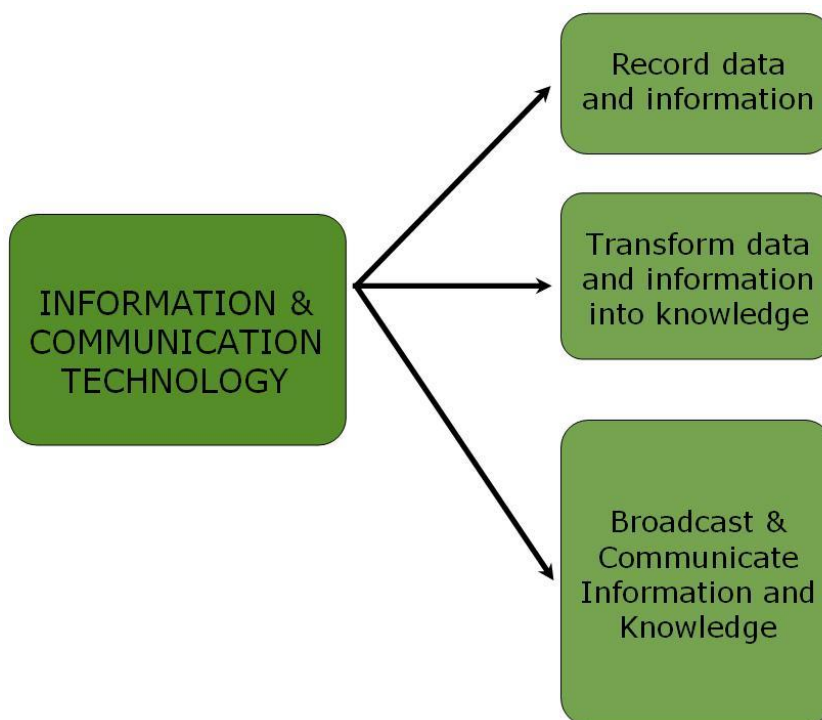 INFORMATION &
COMMUNICATION
TECHNOLOGY
Record data
and information
Transform data
and information
into knowledge
Broadcast &
Communicate
Information and
Knowledge